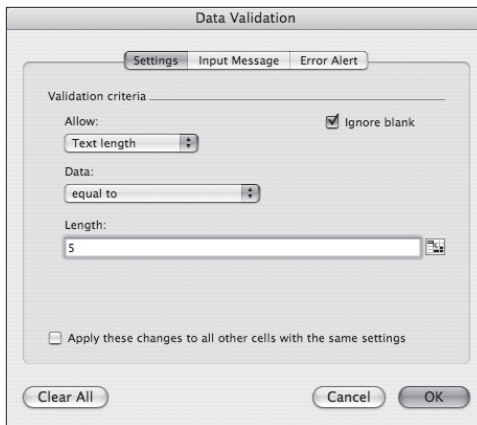 Data Validation
Settings Input Message Error Alert
Validation criteria
Allow:
Ignore blank
Text length
Data:
equal to
Length:
5
Apply these changes to all other cells with the same settings
Clear All Cancel OK